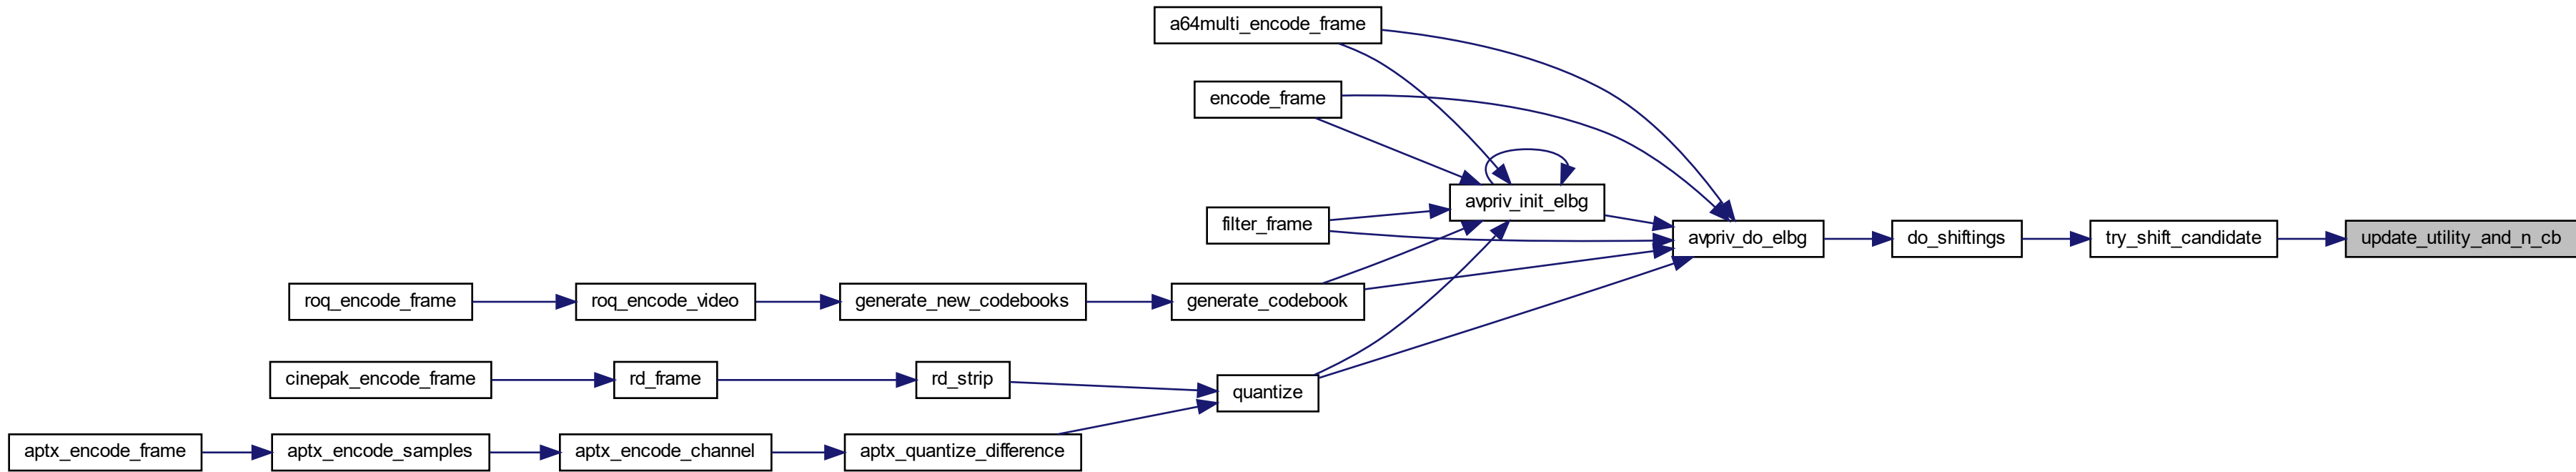 a64multi_encode_frame
encode_frame
avpriv_init_elbg
filter_frame
avpriv_do_elbg
do_shiftings
try_shift_candidate
update_utility_and_n_cb
roq_encode_frame
roq_encode_video
generate_new_codebooks
generate_codebook
cinepak_encode_frame
rd_frame
rd_strip
quantize
aptx_encode_frame
aptx_encode_samples
aptx_encode_channel
aptx_quantize_difference